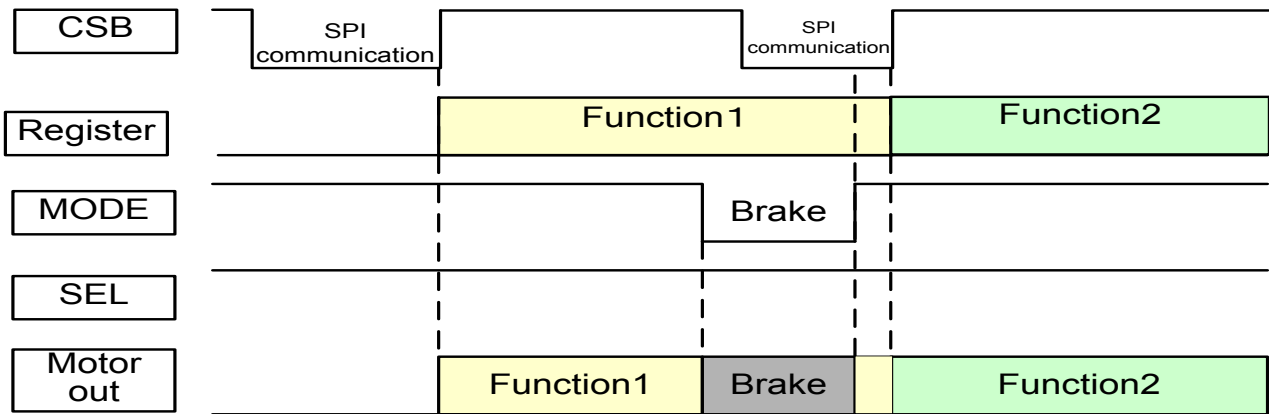 CSB
SPI
communication
SPI
communication
Register
Function1
Function2
MODE
Brake
SEL
Motor
out
Function1
Brake
Function2